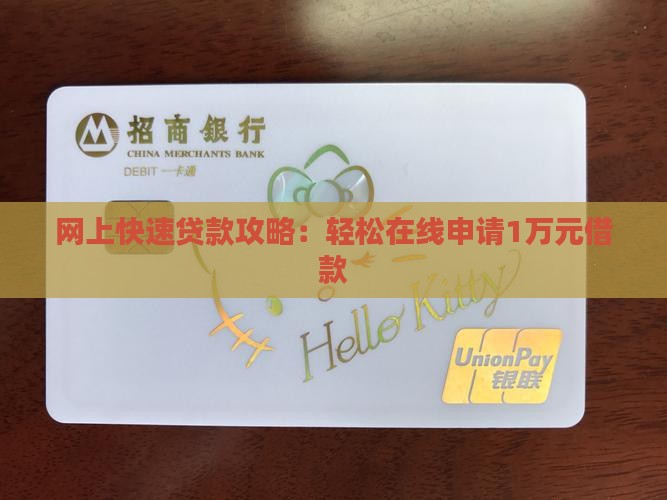 招商銀行
CHINA MERCHANTS BANK
DEBIT 一卡通
网上快速贷款攻略：轻松在线申请1万元借
款
Hello Kitty
UnionPay
银联